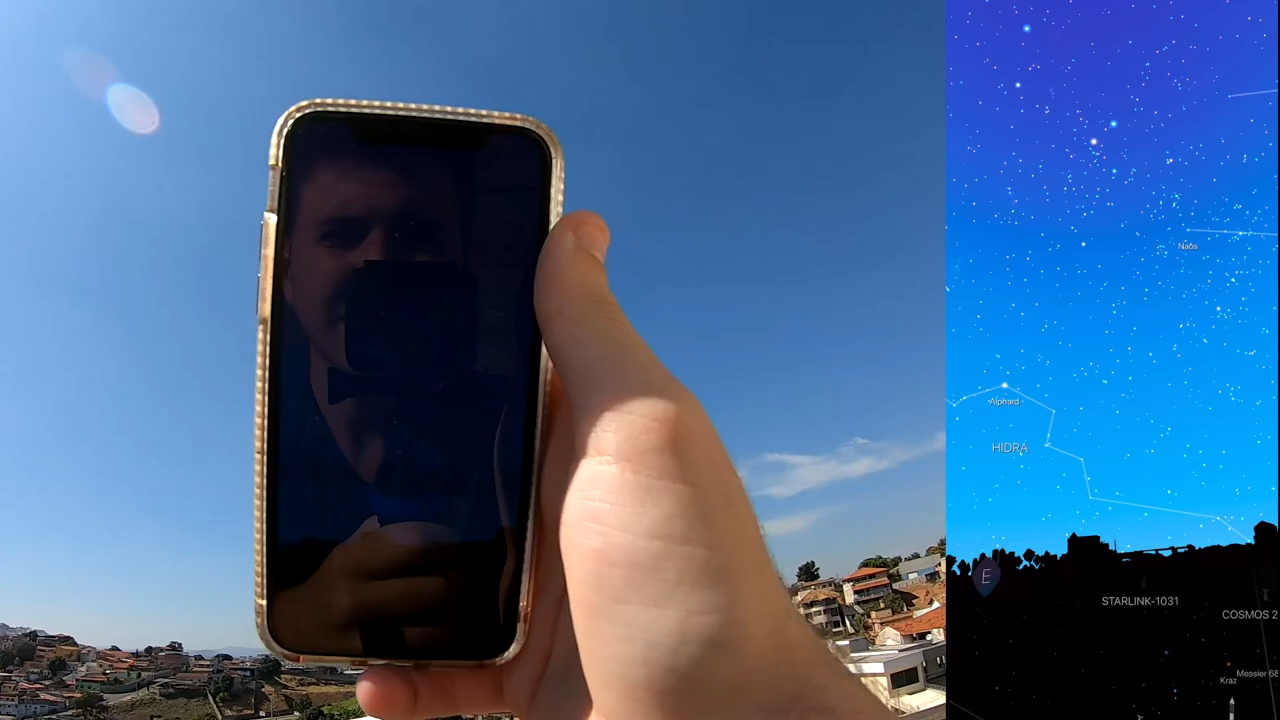 Naos
Alphard
HIDRA
E
STARLINK-1031
COSMOS 2
Messier 68
Kraz